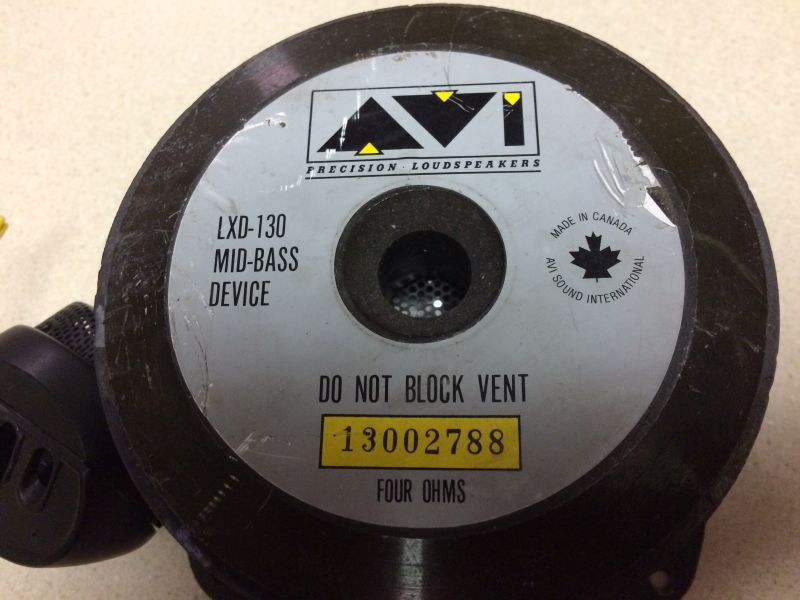 AVI
PRECISION · LOUDSPEAKERS
LXD-130
MID-BASS
DEVICE
MADE IN CANADA
AVI SOUND INTERNATIONAL
DO NOT BLOCK VENT
13002788
FOUR OHMS